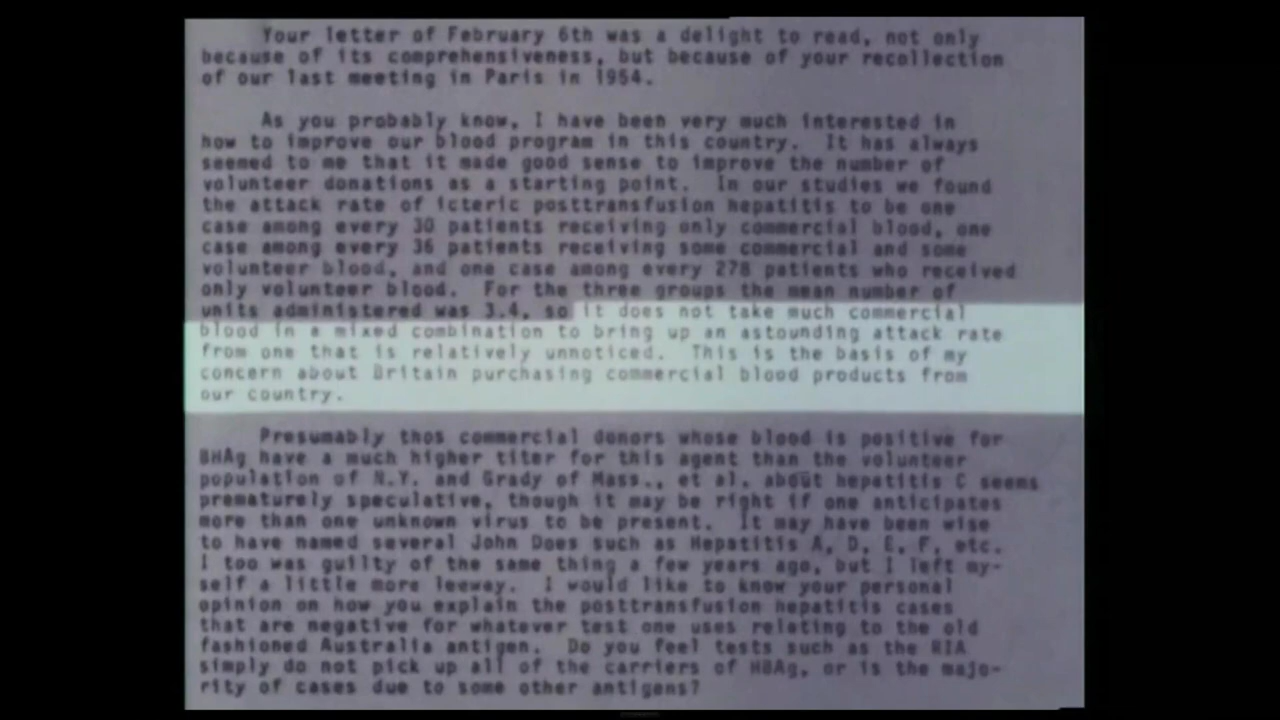 Your letter of February 6th was a delight to read, not only
because of its comprehensiveness, but because of your recollection
of our last meeting in Paris in 1954.
As you probably know, I have been very much interested in
how to improve our blood program in this country. It has always
seemed to me that it made good sense to improve the number of
volunteer donations as a starting point. In our studies we found
the attack rate of icteric posttransfusion hepatitis to be one
case among every 30 patients receiving only commercial blood, one
case among every 36 patients receiving some commercial and some
volunteer blood, and one case among every 278 patients who received
only volunteer blood. For the three groups the mean number of
units administered was 3.4, so it does not take much commercial
blood in a mixed combination to bring up an astounding attack rate
from one that is relatively unnoticed. This is the basis of my
concern about Britain purchasing commercial blood products from
our country.
Presumably thos commercial donors whose blood is positive for
BHAg have a much higher titer for this agent than the volunteer
population of N.Y. and Grady of Mass., et al. about hepatitis C seems
prematurely speculative, though it may be right if one anticipates
more than one unknown virus to be present. It may have been wise
to have named several John Does such as Hepatitis A, D, E, F, etc.
I too was guilty of the same thing a few years ago, but I left my-
self a little more leeway. I would like to know your personal
opinion on how you explain the posttransfusion hepatitis cases
that are negative for whatever test one uses relating to the old
fashioned Australia antigen. Do you feel tests such as the RIA
simply do not pick up all of the carriers of HBAg, or is the majo-
rity of cases due to some other antigens?